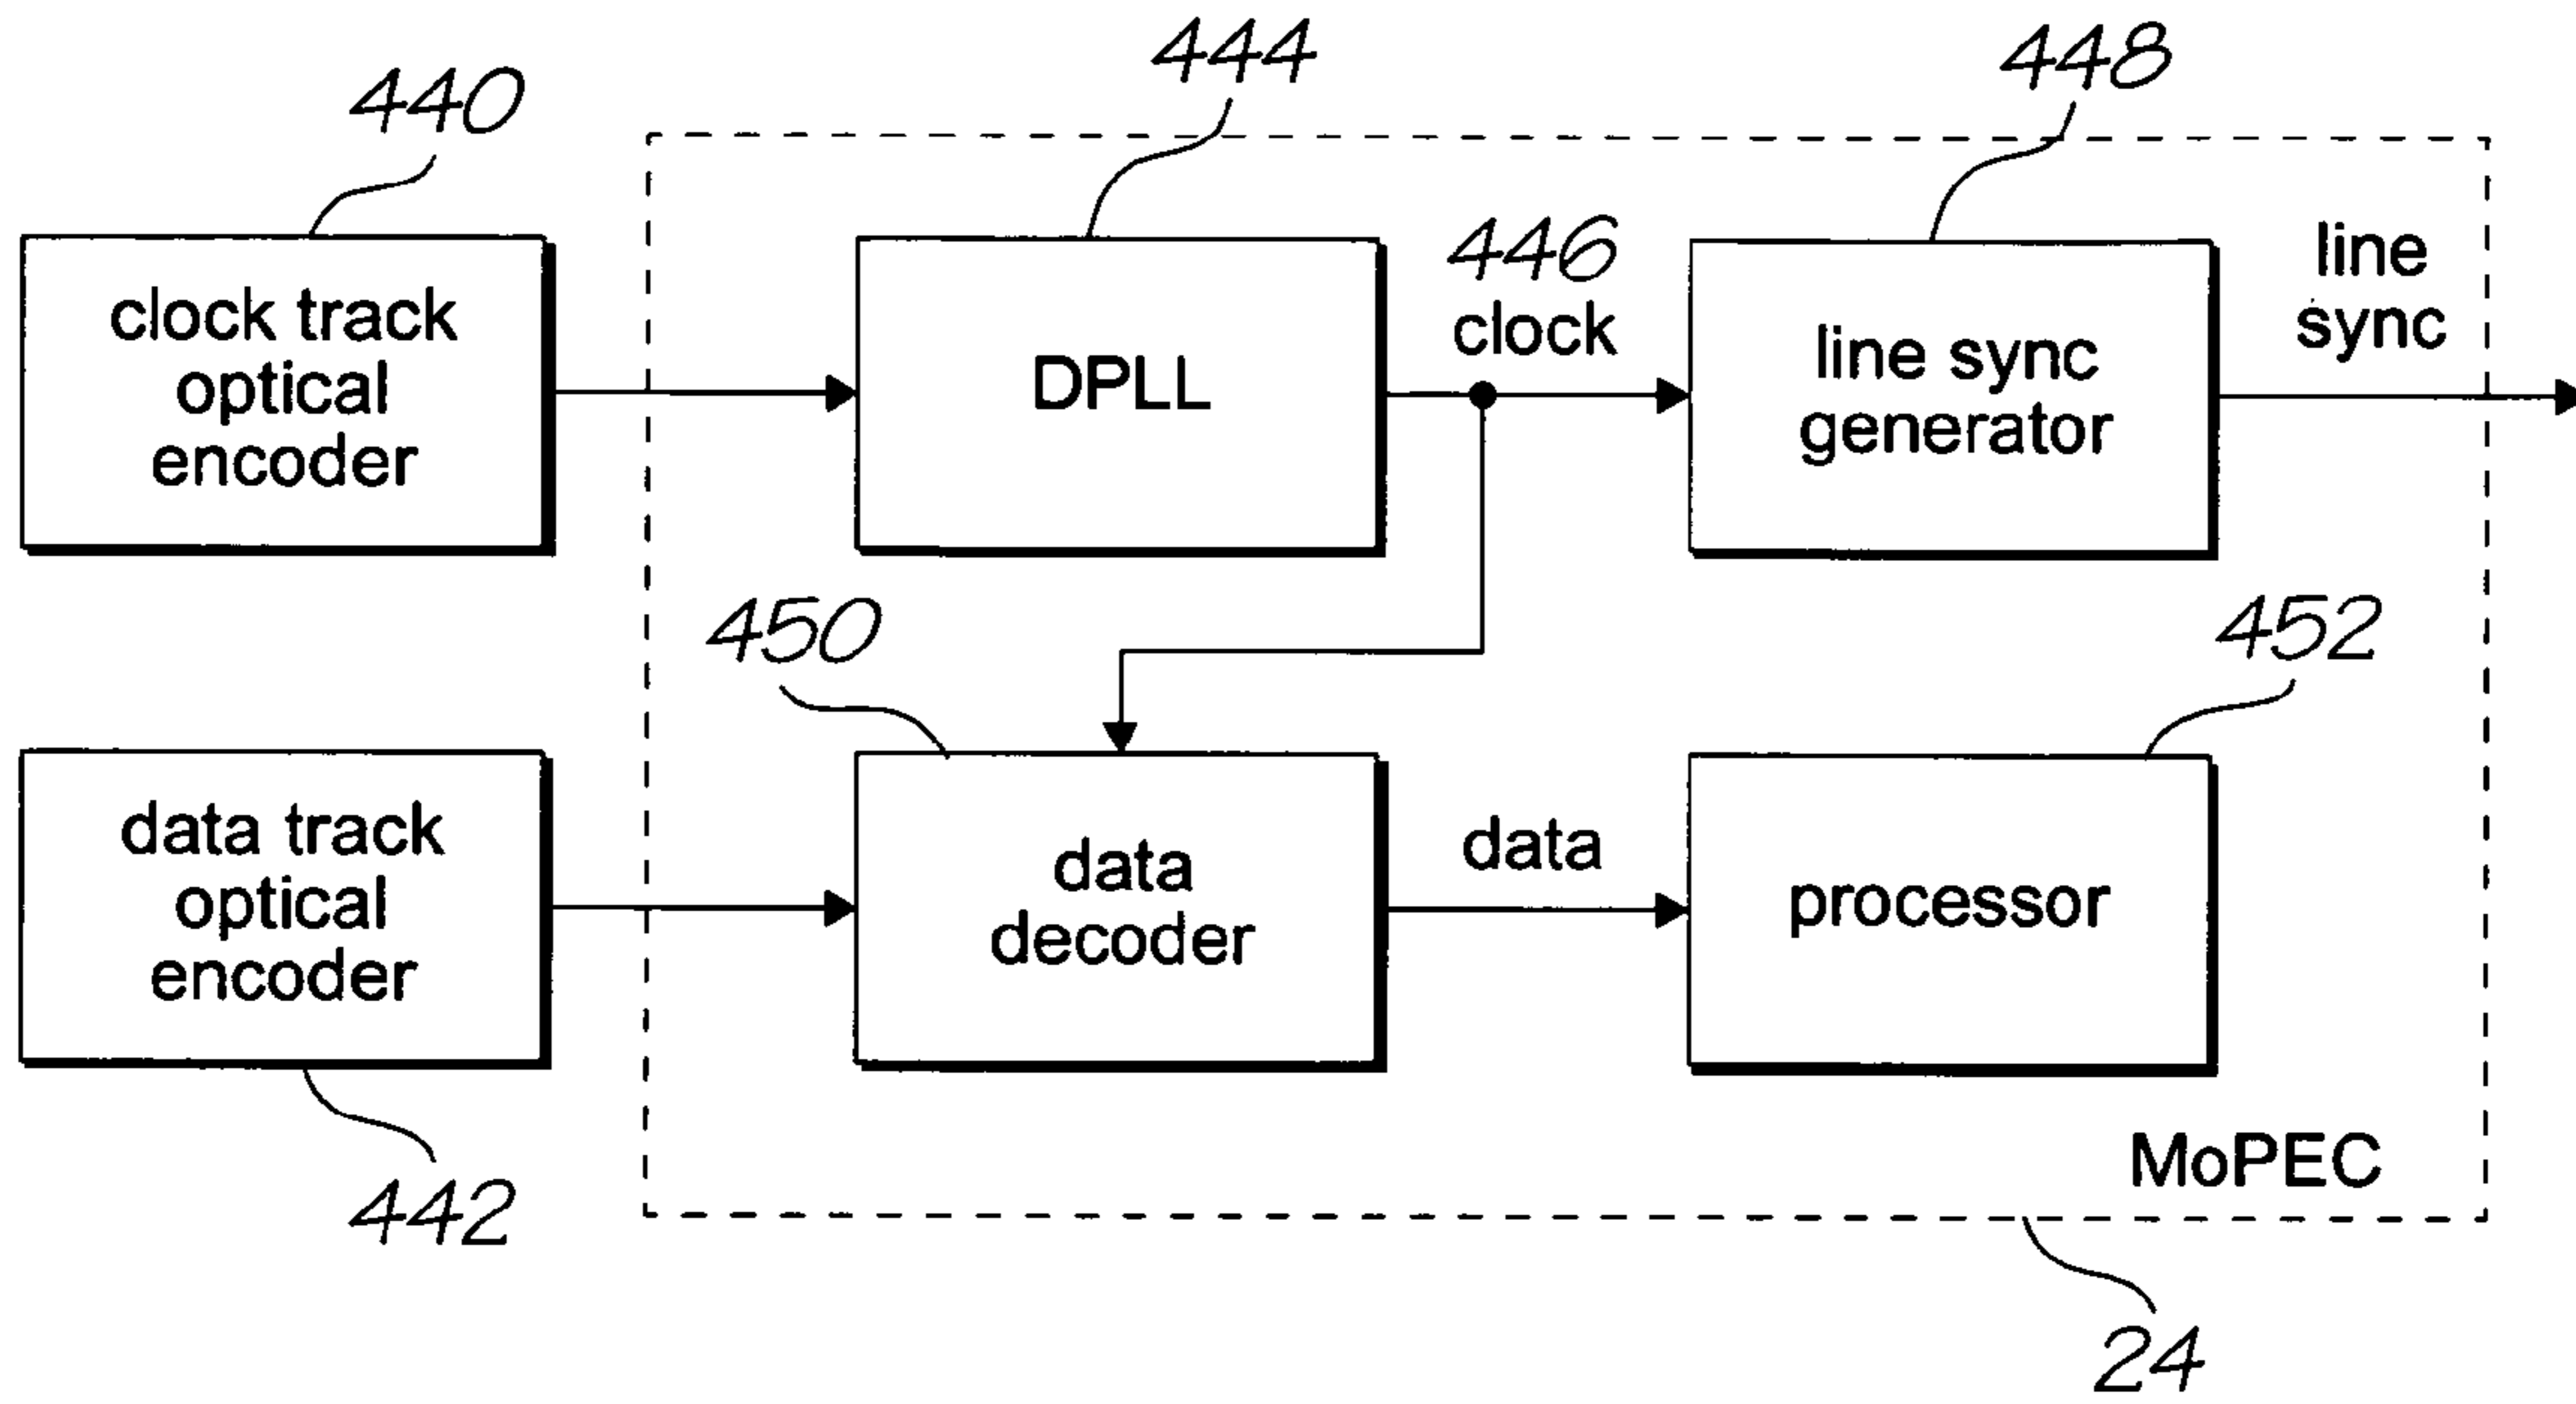 440
444
448
clock track
optical
encoder
DPLL
446
clock
line sync
generator
line
sync
450
452
data track
optical
encoder
data
decoder
data
processor
MoPEC
442
24